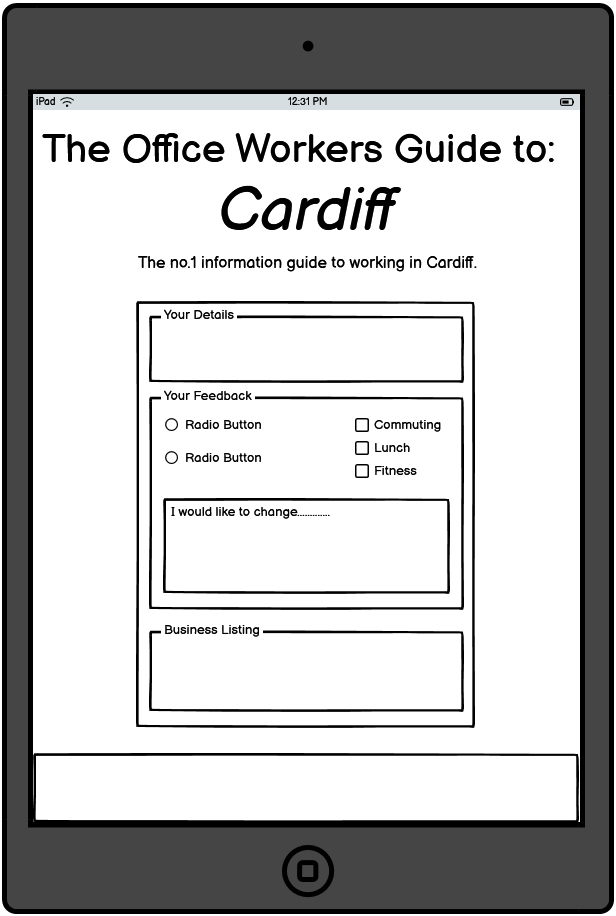 iPad 12:31 PM
The Office Workers Guide to:
Cardiff
The no.1 information guide to working in Cardiff.
Your Details
Your Feedback
Radio Button Commuting
Lunch
Radio Button
Fitness
I would like to change.............
Business Listing